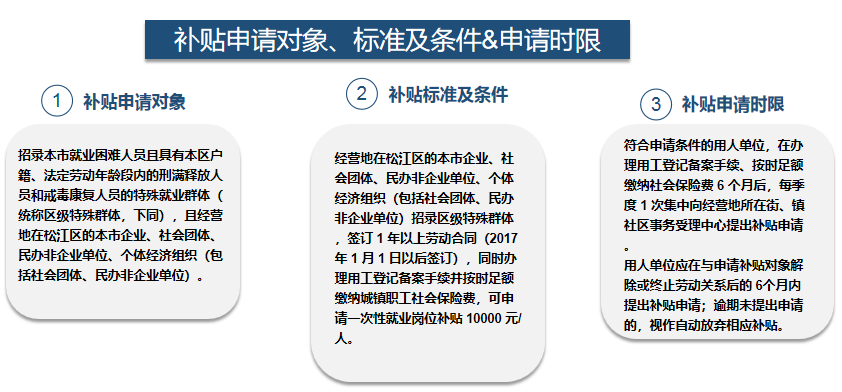 补贴申请对象、标准及条件&申请时限
1 补贴申请对象
招录本市就业困难人员且具有本区户
籍、法定劳动年龄段内的刑满释放人
员和戒毒康复人员的特殊就业群体（
统称区级特殊群体，下同），且经营
地在松江区的本市企业、社会团体、
民办非企业单位、个体经济组织（包
括社会团体、民办非企业单位）。
2 补贴标准及条件
经营地在松江区的本市企业、社
会团体、民办非企业单位、个体
经济组织（包括社会团体、民办
非企业单位）招录区级特殊群体
，签订 1 年以上劳动合同（2017
年 1 月 1 日以后签订），同时办
理用工登记备案手续并按时足额
缴纳城镇职工社会保险费，可申
请一次性就业岗位补贴 10000 元/
人。
3 补贴申请时限
符合申请条件的用人单位，在办
理用工登记备案手续、按时足额
缴纳社会保险费 6 个月后，每季
度 1 次集中向经营地所在街、镇
社区事务受理中心提出补贴申请
。
用人单位应在与申请补贴对象解
除或终止劳动关系后的 6个月内
提出补贴申请；逾期未提出申请
的，视作自动放弃相应补贴。